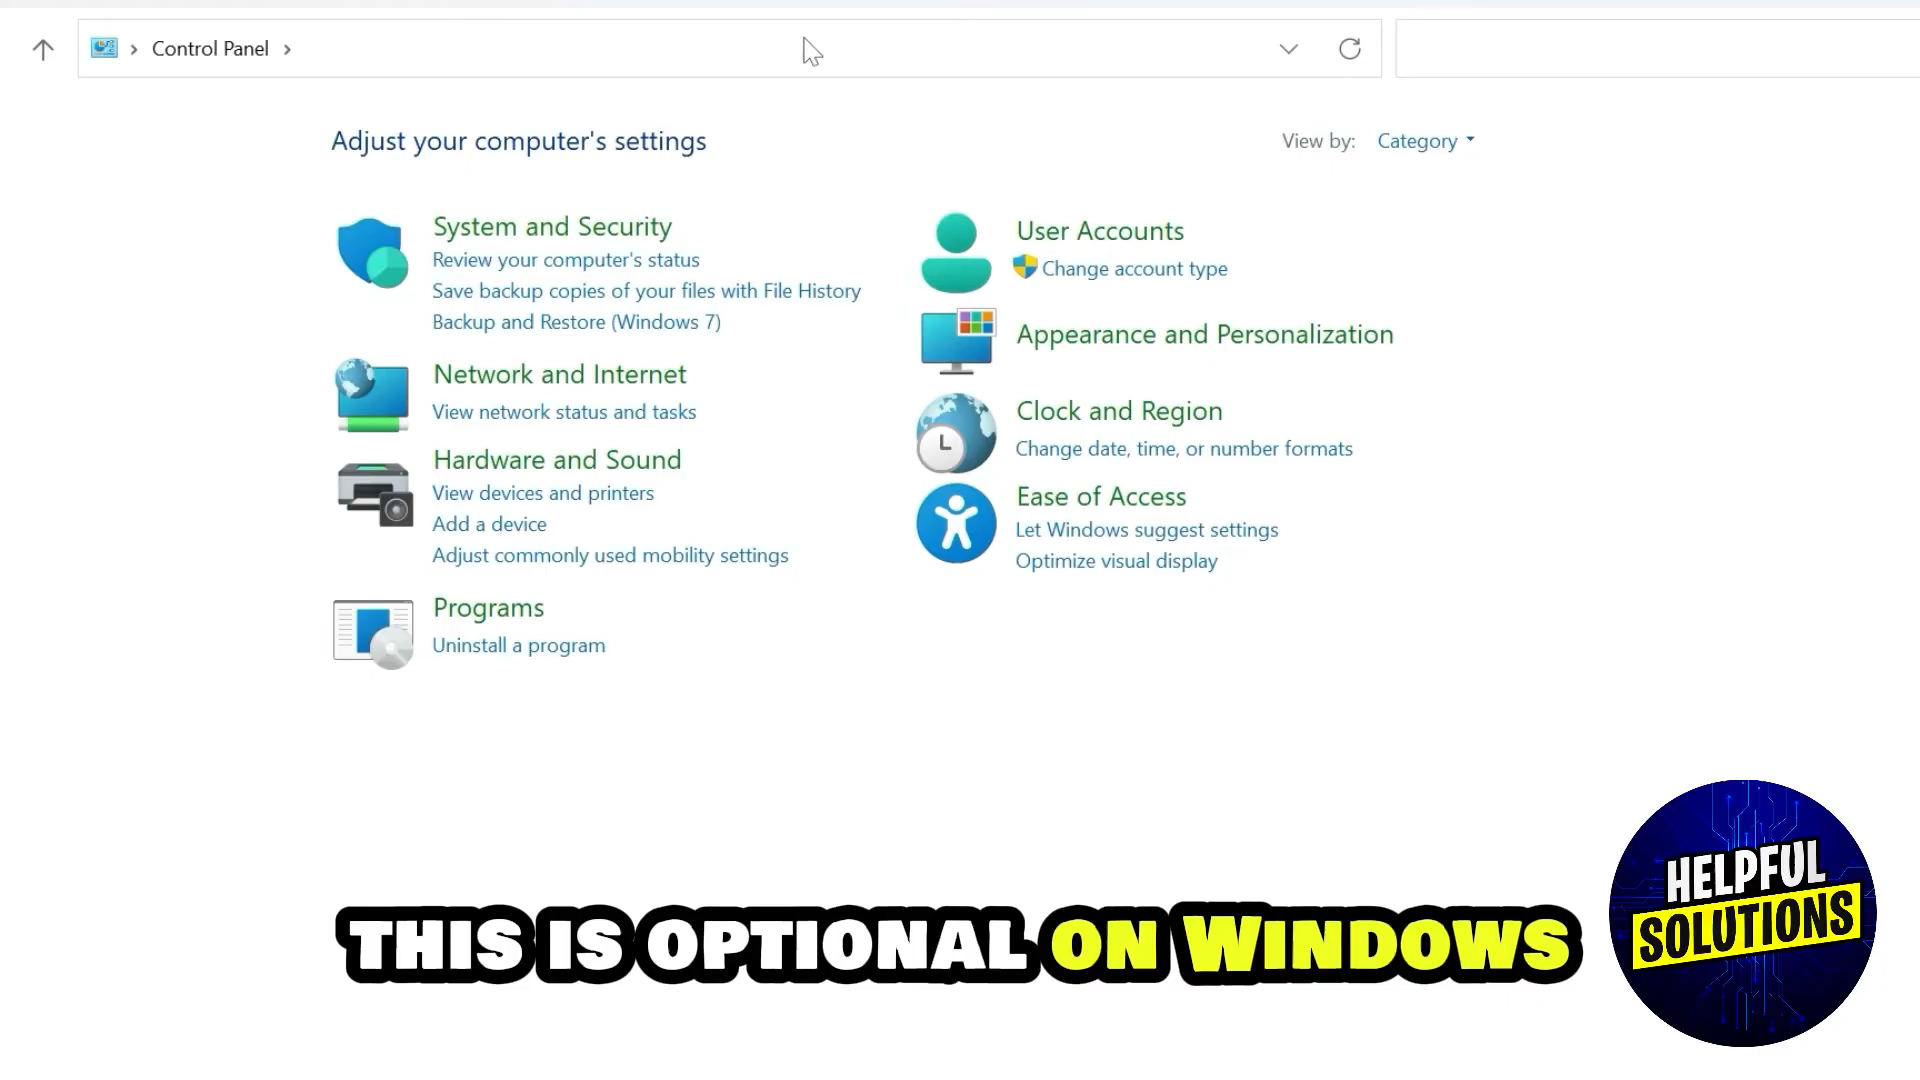 Control Panel
Adjust your computer's settings
View by: Category
System and Security
Review your computer's status
Save backup copies of your files with File History
Backup and Restore (Windows 7)
Network and Internet
View network status and tasks
Hardware and Sound
View devices and printers
Add a device
Adjust commonly used mobility settings
Programs
Uninstall a program
User Accounts
Change account type
Appearance and Personalization
Clock and Region
Change date, time, or number formats
Ease of Access
Let Windows suggest settings
Optimize visual display
THIS IS OPTIONAL ON WINDOWS
HELPFUL
SOLUTIONS